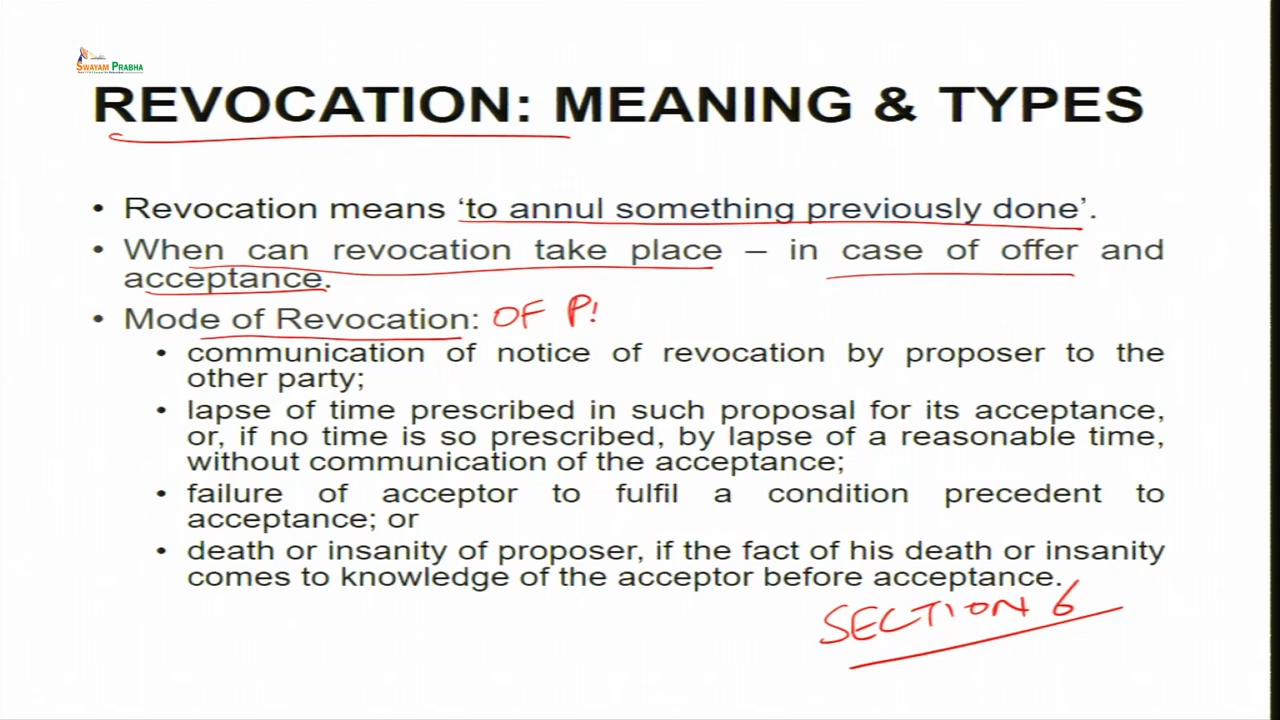 SWAYAM PRABHA
REVOCATION: MEANING & TYPES
• Revocation means ‘to annul something previously done’.
• When can revocation take place – in case of offer and
acceptance.
• Mode of Revocation: OF P!
• communication of notice of revocation by proposer to the
other party;
• lapse of time prescribed in such proposal for its acceptance,
or, if no time is so prescribed, by lapse of a reasonable time,
without communication of the acceptance;
• failure of acceptor to fulfil a condition precedent to
acceptance; or
• death or insanity of proposer, if the fact of his death or insanity
comes to knowledge of the acceptor before acceptance.
SECTION 6